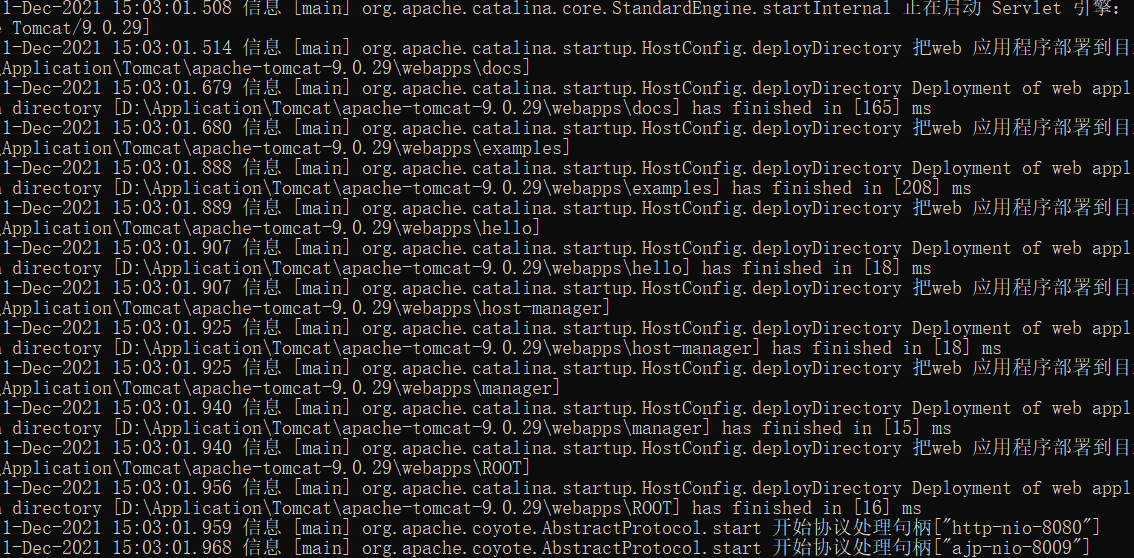 1-Dec-2021 15:03:01.508 信息 [main] org.apache.catalina.core.StandardEngine.startInternal 正在启动 Servlet 引擎:
e Tomcat/9.0.29]
1-Dec-2021 15:03:01.514 信息 [main] org.apache.catalina.startup.HostConfig.deployDirectory 把web 应用程序部署到目
\Application\Tomcat\apache-tomcat-9.0.29\webapps\docs]
1-Dec-2021 15:03:01.679 信息 [main] org.apache.catalina.startup.HostConfig.deployDirectory Deployment of web appl
n directory [D:\Application\Tomcat\apache-tomcat-9.0.29\webapps\docs] has finished in [165] ms
1-Dec-2021 15:03:01.680 信息 [main] org.apache.catalina.startup.HostConfig.deployDirectory 把web 应用程序部署到目
\Application\Tomcat\apache-tomcat-9.0.29\webapps\examples]
1-Dec-2021 15:03:01.888 信息 [main] org.apache.catalina.startup.HostConfig.deployDirectory Deployment of web appl
n directory [D:\Application\Tomcat\apache-tomcat-9.0.29\webapps\examples] has finished in [208] ms
1-Dec-2021 15:03:01.889 信息 [main] org.apache.catalina.startup.HostConfig.deployDirectory 把web 应用程序部署到目
\Application\Tomcat\apache-tomcat-9.0.29\webapps\hello]
1-Dec-2021 15:03:01.907 信息 [main] org.apache.catalina.startup.HostConfig.deployDirectory Deployment of web appl
n directory [D:\Application\Tomcat\apache-tomcat-9.0.29\webapps\hello] has finished in [18] ms
1-Dec-2021 15:03:01.907 信息 [main] org.apache.catalina.startup.HostConfig.deployDirectory 把web 应用程序部署到目
\Application\Tomcat\apache-tomcat-9.0.29\webapps\host-manager]
1-Dec-2021 15:03:01.925 信息 [main] org.apache.catalina.startup.HostConfig.deployDirectory Deployment of web appl
n directory [D:\Application\Tomcat\apache-tomcat-9.0.29\webapps\host-manager] has finished in [18] ms
1-Dec-2021 15:03:01.925 信息 [main] org.apache.catalina.startup.HostConfig.deployDirectory 把web 应用程序部署到目
\Application\Tomcat\apache-tomcat-9.0.29\webapps\manager]
1-Dec-2021 15:03:01.940 信息 [main] org.apache.catalina.startup.HostConfig.deployDirectory Deployment of web appl
n directory [D:\Application\Tomcat\apache-tomcat-9.0.29\webapps\manager] has finished in [15] ms
1-Dec-2021 15:03:01.940 信息 [main] org.apache.catalina.startup.HostConfig.deployDirectory 把web 应用程序部署到目
\Application\Tomcat\apache-tomcat-9.0.29\webapps\ROOT]
1-Dec-2021 15:03:01.956 信息 [main] org.apache.catalina.startup.HostConfig.deployDirectory Deployment of web appl
n directory [D:\Application\Tomcat\apache-tomcat-9.0.29\webapps\ROOT] has finished in [16] ms
1-Dec-2021 15:03:01.959 信息 [main] org.apache.coyote.AbstractProtocol.start 开始协议处理句柄["http-nio-8080"]
1-Dec-2021 15:03:01.968 信息 [main] org.apache.coyote.AbstractProtocol.start 开始协议处理句柄["ajp-nio-8009"]